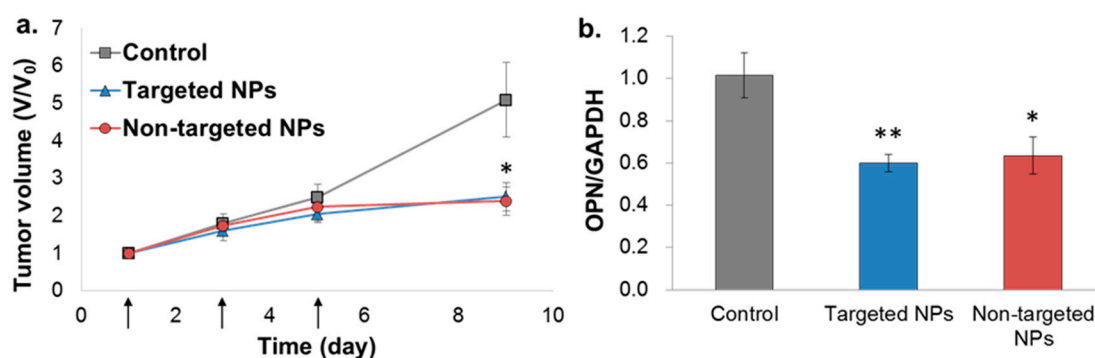 a.
Tumor volume (V/V0)
7
6
5
4
3
2
1
0
Control
Targeted NPs
Non-targeted NPs
*
0 2 4 6 8 10
Time (day)
b.
OPN/GAPDH
1.2
1.0
0.8
0.6
0.4
0.2
0.0
**
*
Control Targeted NPs Non-targeted
NPs